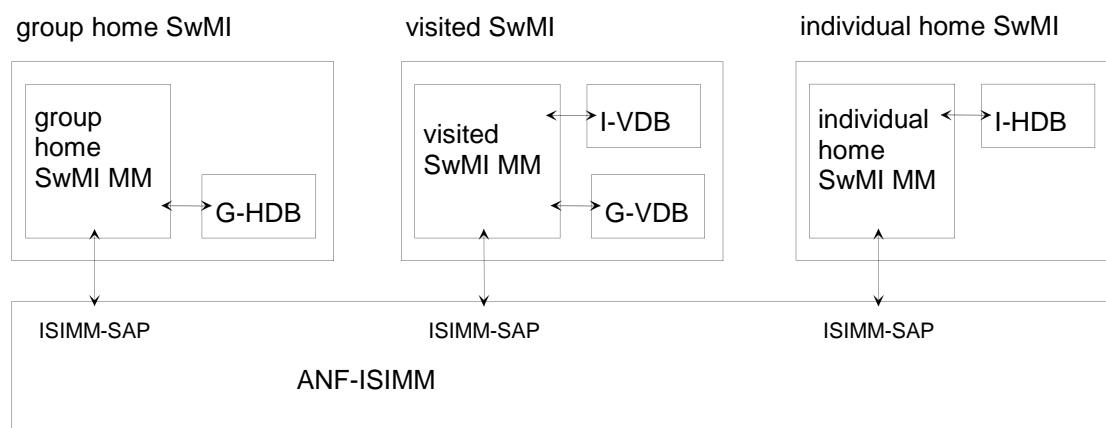 group home SwMI
visited SwMI
individual home SwMI
group
home
SwMI MM
G-HDB
visited
SwMI MM
I-VDB
G-VDB
individual
home
SwMI MM
I-HDB
ISIMM-SAP
ISIMM-SAP
ISIMM-SAP
ANF-ISIMM